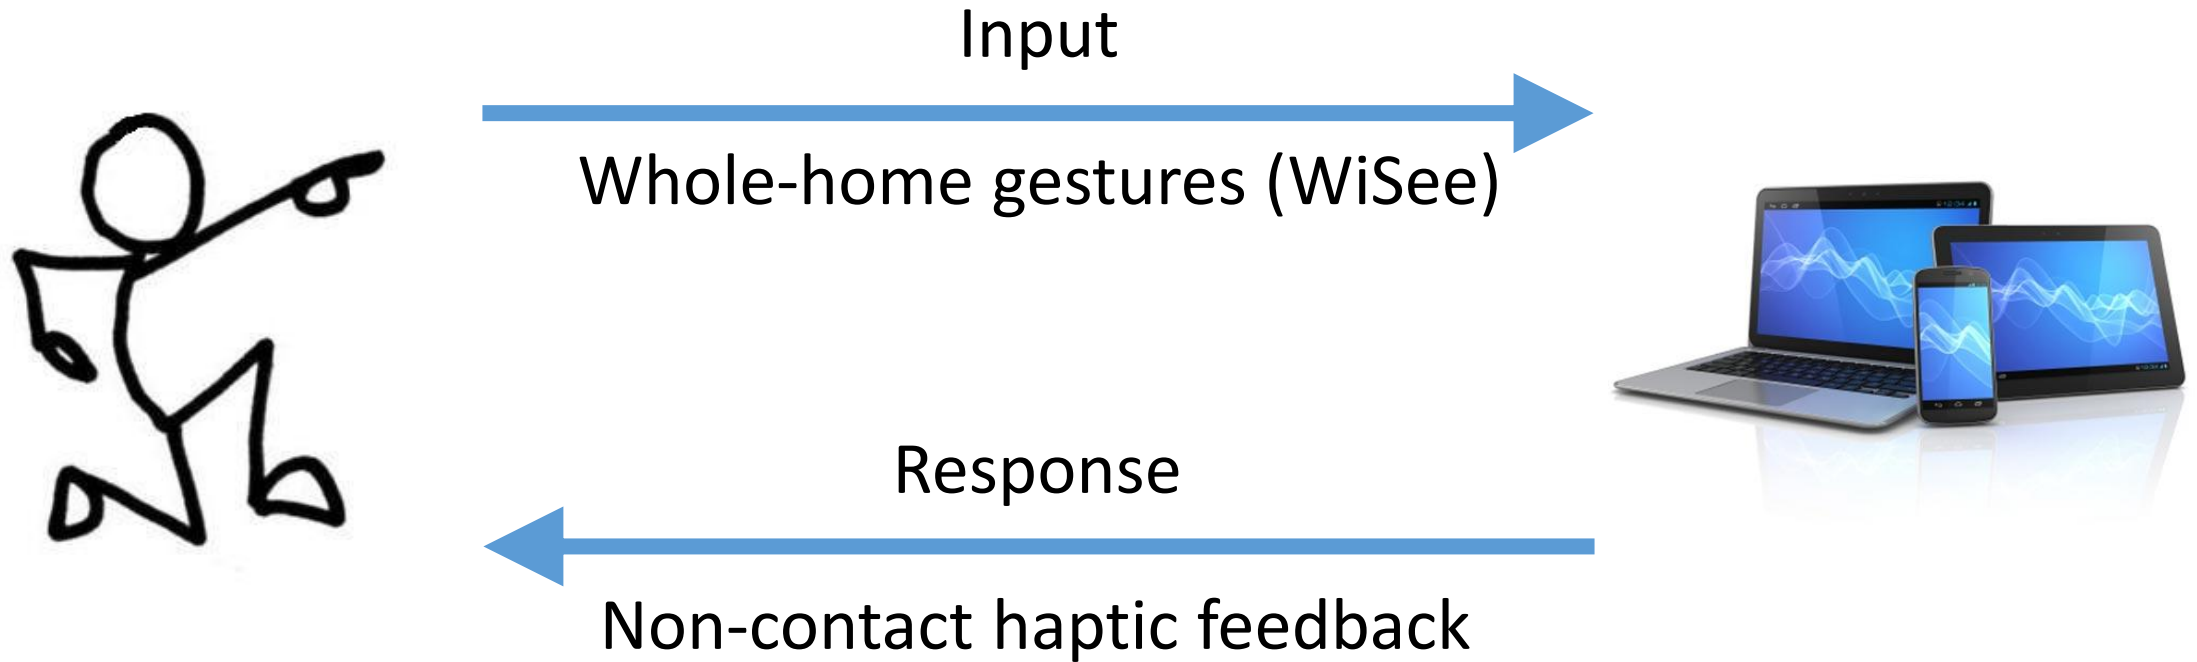 Input
Whole-home gestures (WiSee)
Response
Non-contact haptic feedback